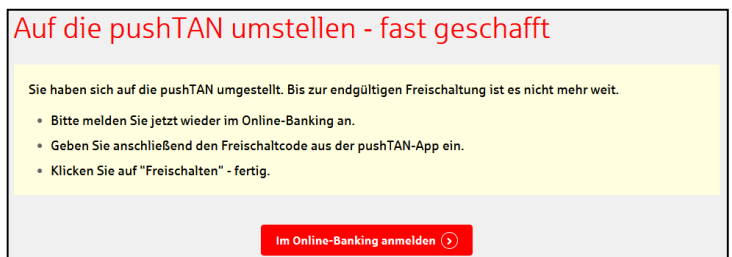 Auf die pushTAN umstellen - fast geschafft
Sie haben sich auf die pushTAN umgestellt. Bis zur endgültigen Freischaltung ist es nicht mehr weit.
• Bitte melden Sie jetzt wieder im Online-Banking an.
• Geben Sie anschließend den Freischaltcode aus der pushTAN-App ein.
• Klicken Sie auf "Freischalten" - fertig.
Im Online-Banking anmelden